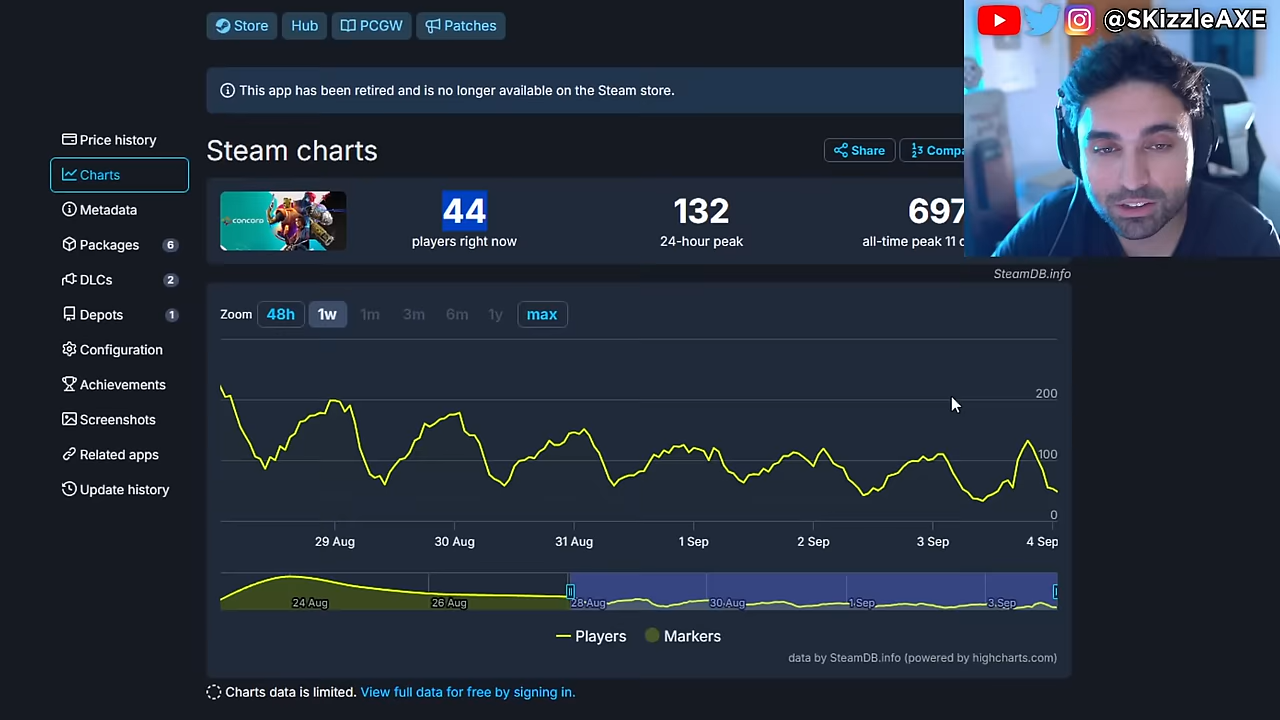 Store Hub PCGW Patches
@SKizzleAXE
This app has been retired and is no longer available on the Steam store.
Price history
Charts
Metadata
Packages 6
DLCs 2
Depots 1
Configuration
Achievements
Screenshots
Related apps
Update history
Steam charts
Share
Compa
CONCORD
44
players right now
132
24-hour peak
697
all-time peak 11 d
SteamDB.info
Zoom 48h 1w 1m 3m 6m 1y max
200
100
0
29 Aug 30 Aug 31 Aug 1 Sep 2 Sep 3 Sep 4 Sep
24 Aug 26 Aug 28 Aug 30 Aug 1 Sep 3 Sep
Players Markers
data by SteamDB.info (powered by highcharts.com)
Charts data is limited. View full data for free by signing in.